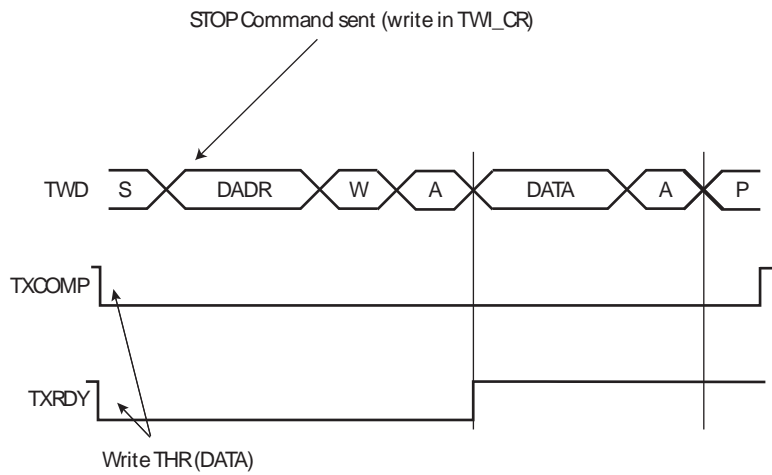 STOP Command sent (write in TWI_CR)
TWD S DADR W A DATA A P
TXCOMP
TXRDY
Write THR (DATA)